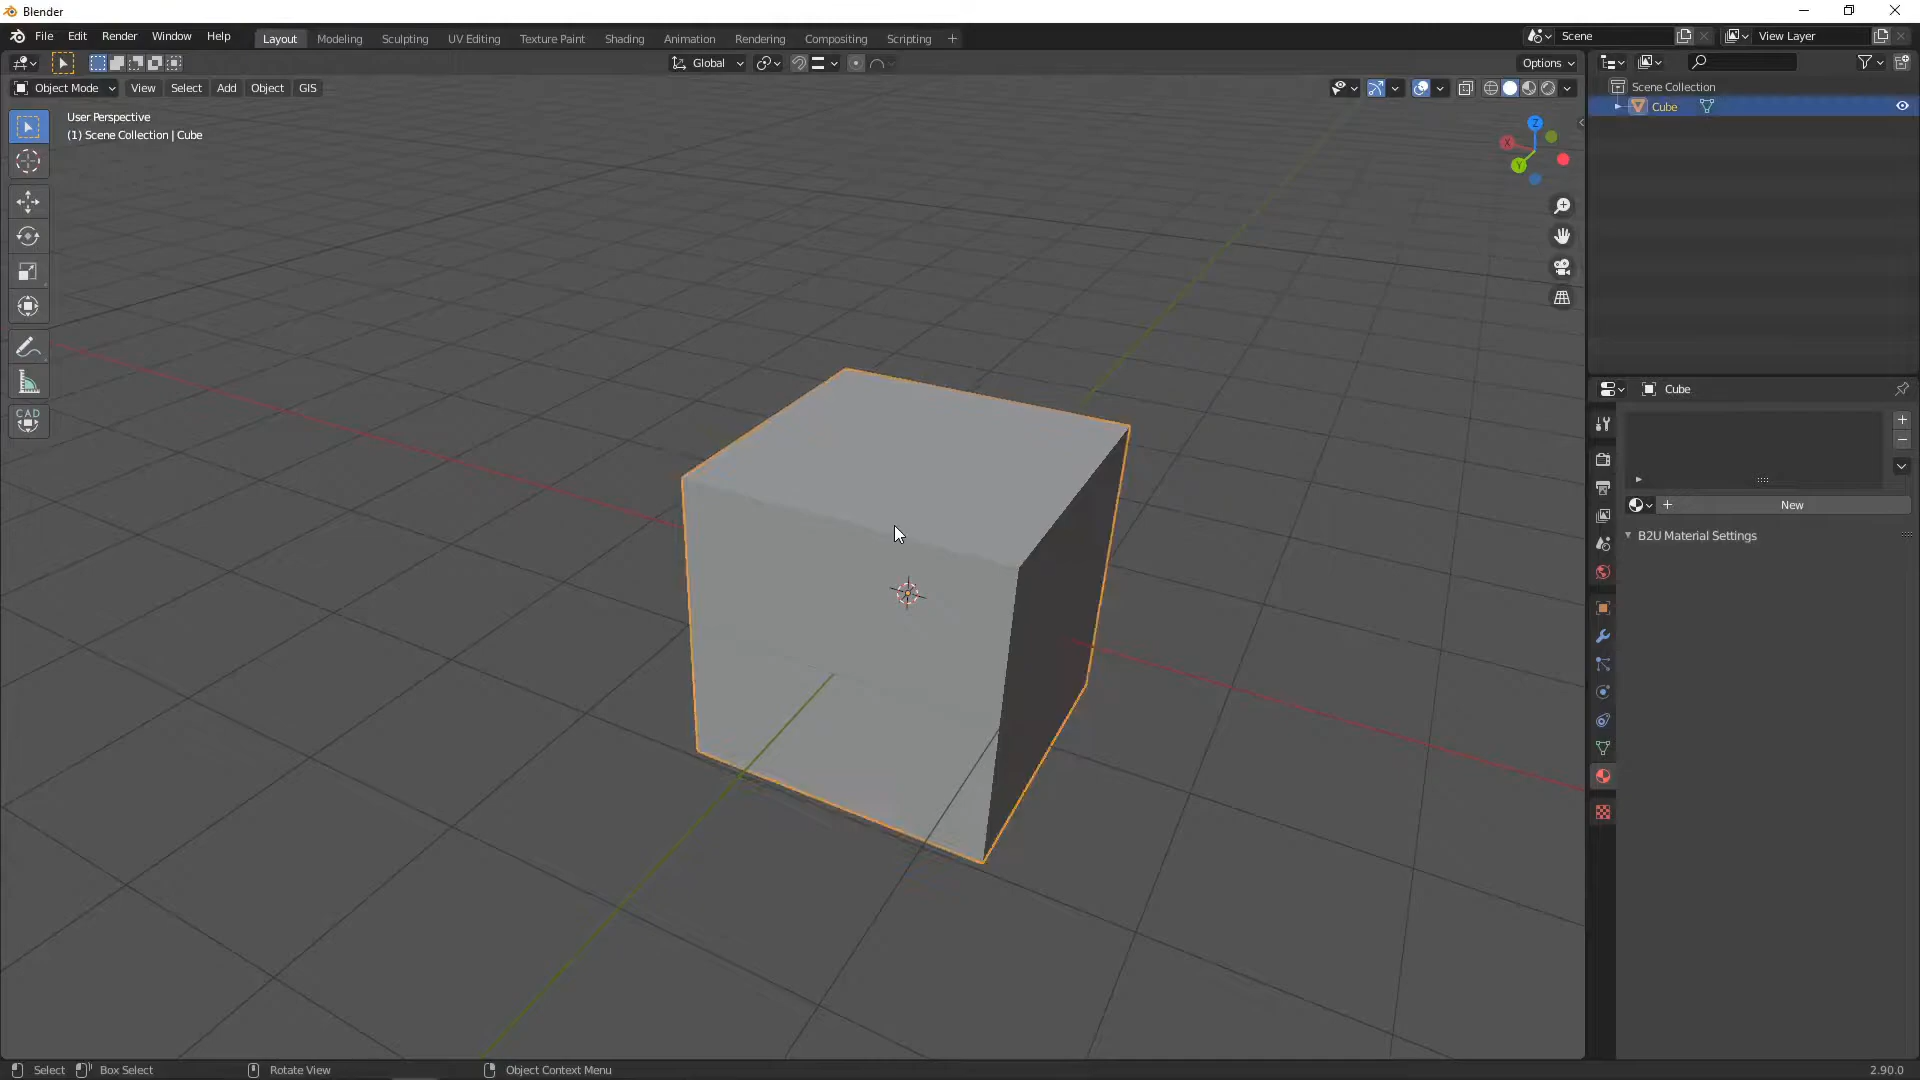 Blender
File Edit Render Window Help Layout Modeling Sculpting UV Editing Texture Paint Shading Animation Rendering Compositing Scripting + Scene View Layer
Global Options
Object Mode View Select Add Object GIS
Scene Collection
Cube
User Perspective
(1) Scene Collection | Cube
Z
X
Y
CAD
Cube
+ New
B2U Material Settings
Select Box Select Rotate View Object Context Menu 2.90.0